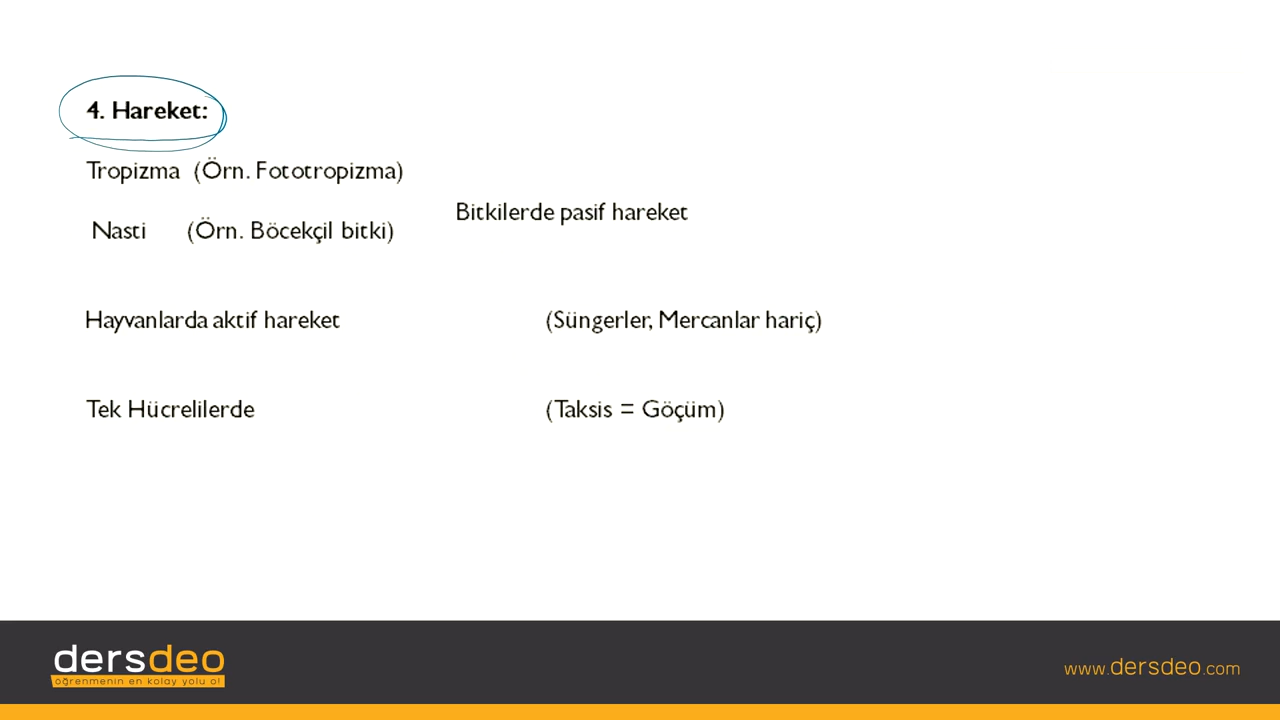 4. Hareket:
Tropizma (Örn. Fototropizma)
Bitkilerde pasif hareket
Nasti (Örn. Böcekçil bitki)
Hayvanlarda aktif hareket (Süngerler, Mercanlar hariç)
Tek Hücrelilerde (Taksis = Göçüm)
dersdeo
öğrenmenin en kolay yolu o!
www.dersdeo.com